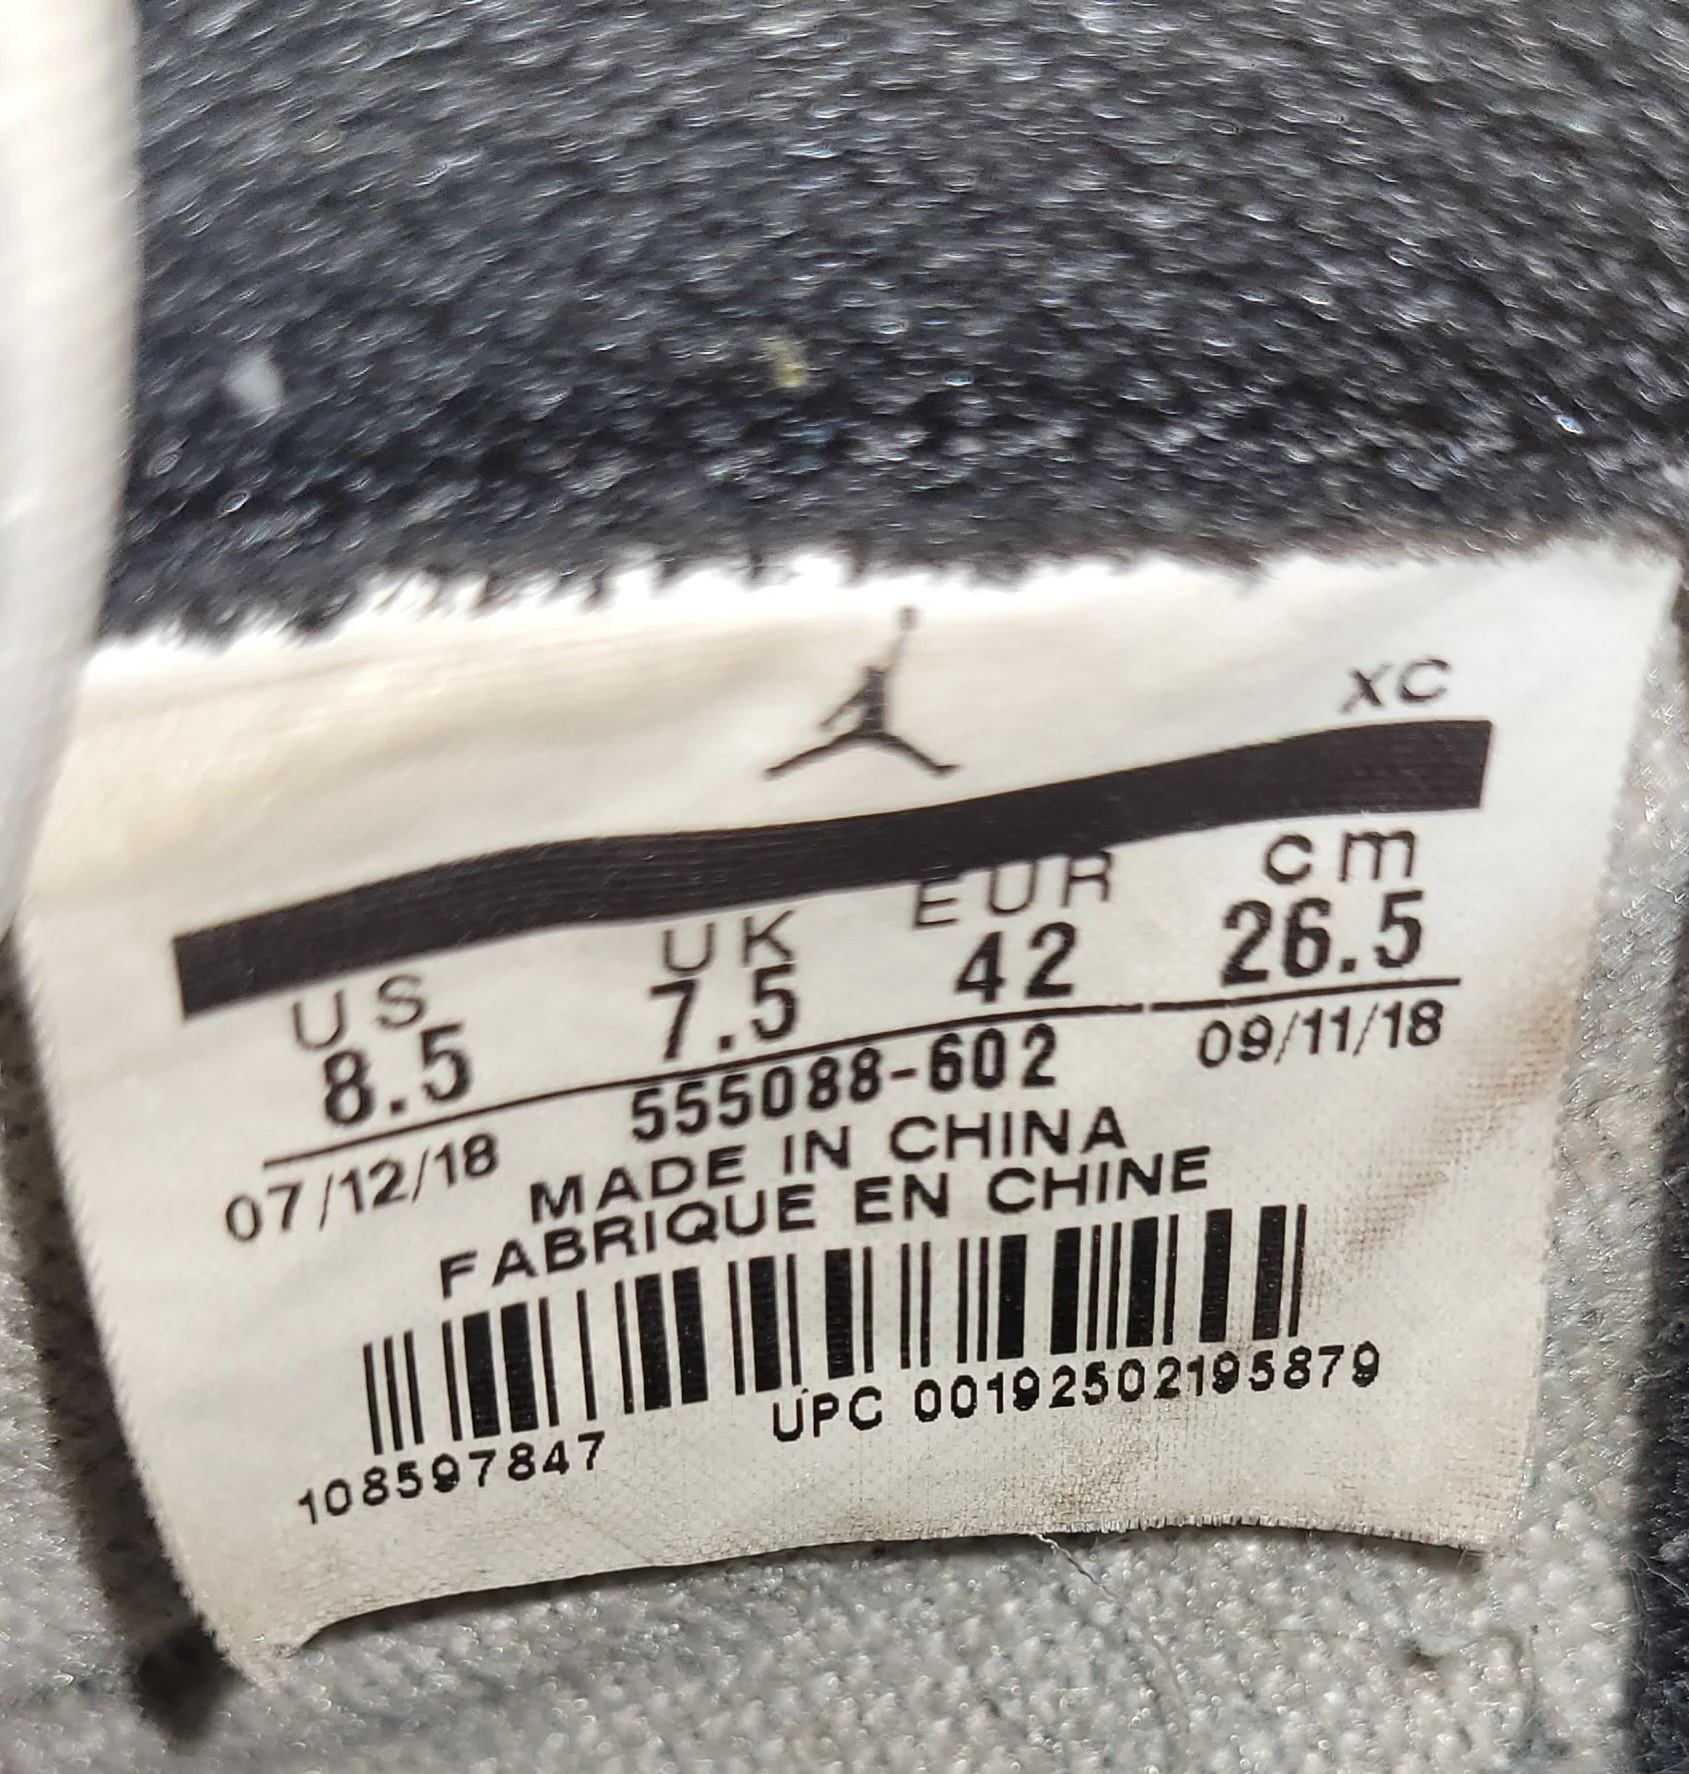 XC
US UK EUR cm
8.5 7.5 42 26.5
07/12/18 555088-602 09/11/18
MADE IN CHINA
FABRIQUE EN CHINE
UPC 00192502195879
108597847